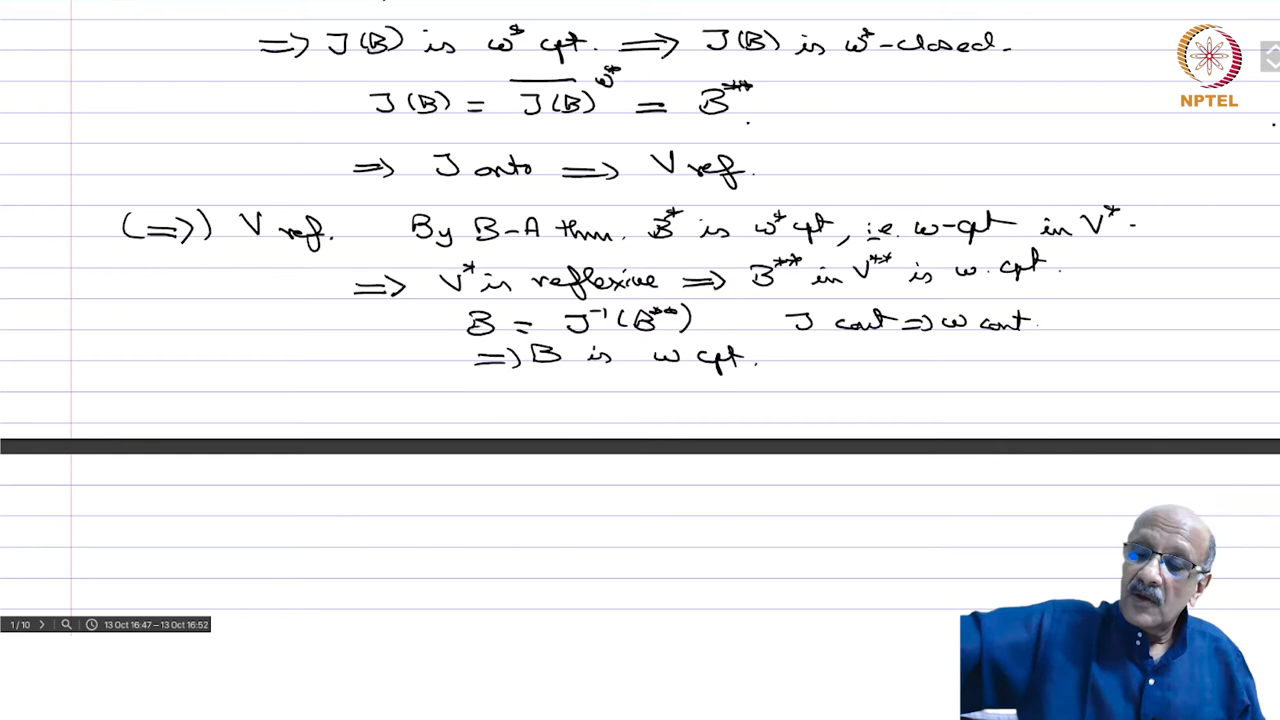 ⟹ J(B) is w* cpt. ⟹ J(B) is w*-closed.
J(B) = \overline{J(B)}^{w*} = B**.
⟹ J onto ⟹ V ref.
(⟹) V ref. By B-A thm. B* is w* cpt, i.e. w-cpt in V*.
⟹ V* is reflexive ⟹ B** in V** is w. cpt.
B = J⁻¹(B**) J cont ⟹ w cont.
⟹ B is w cpt.
NPTEL
1/10 13 Oct 16:47 – 13 Oct 16:52